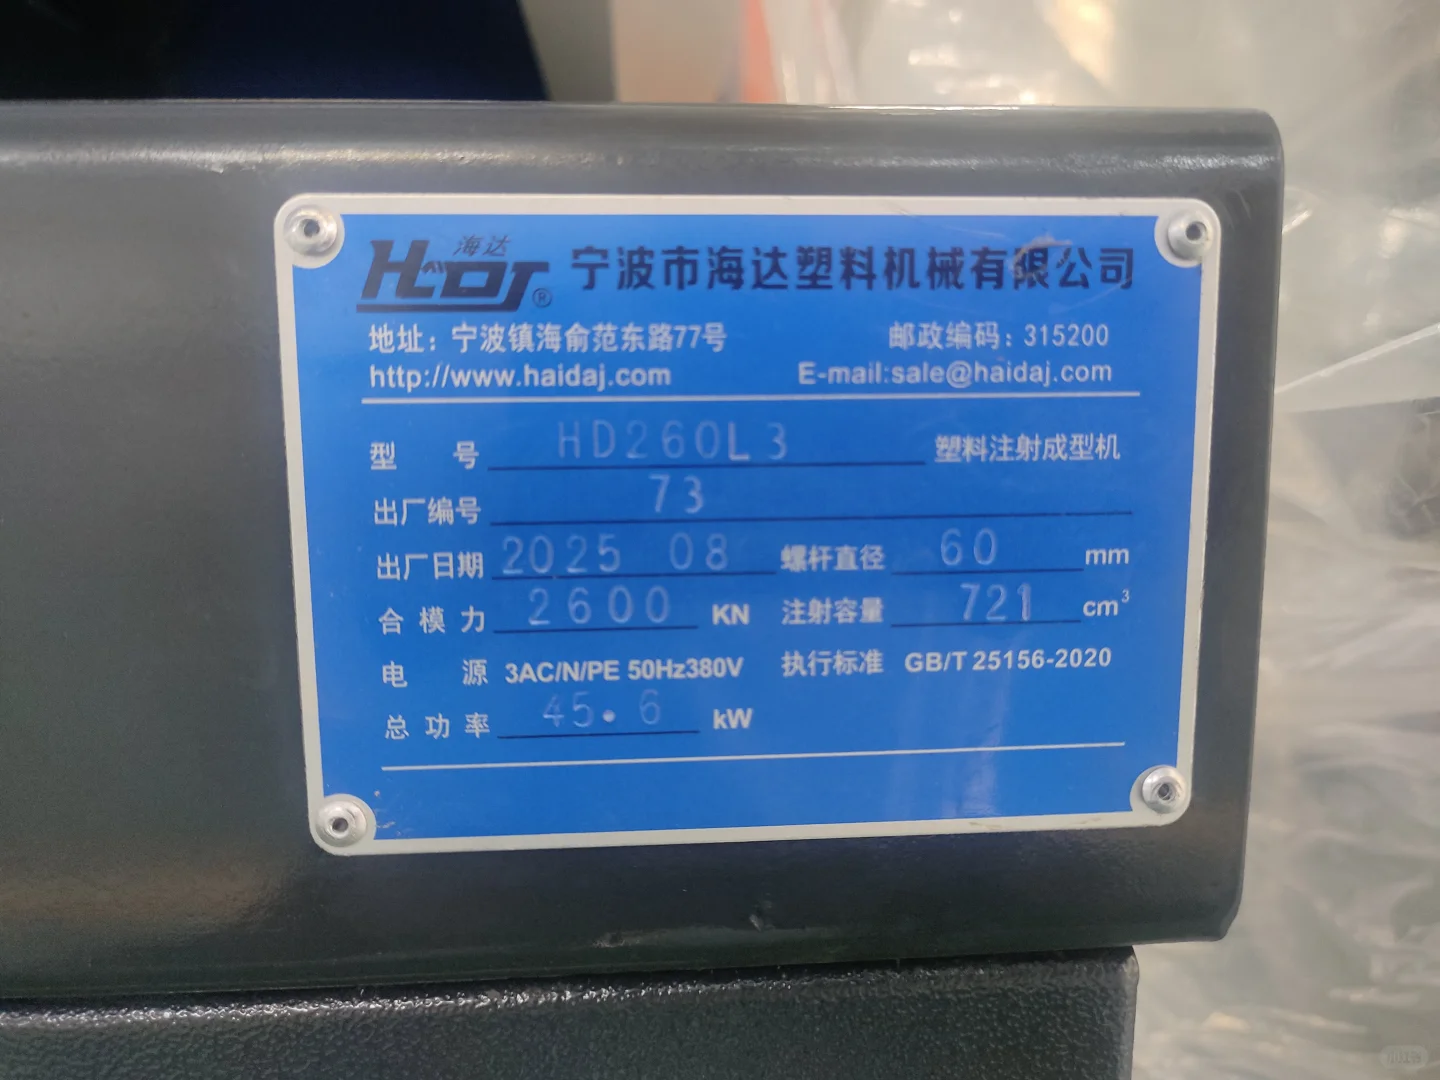 海达
HDJ® 宁波市海达塑料机械有限公司
地址：宁波镇海俞范东路77号 邮政编码：315200
http://www.haidaj.com E-mail:sale@haidaj.com
型号 HD260L3 塑料注射成型机
出厂编号 73
出厂日期 2025 08 螺杆直径 60 mm
合模力 2600 KN 注射容量 721 cm³
电源 3AC/N/PE 50Hz380V 执行标准 GB/T 25156-2020
总功率 45.6 kW